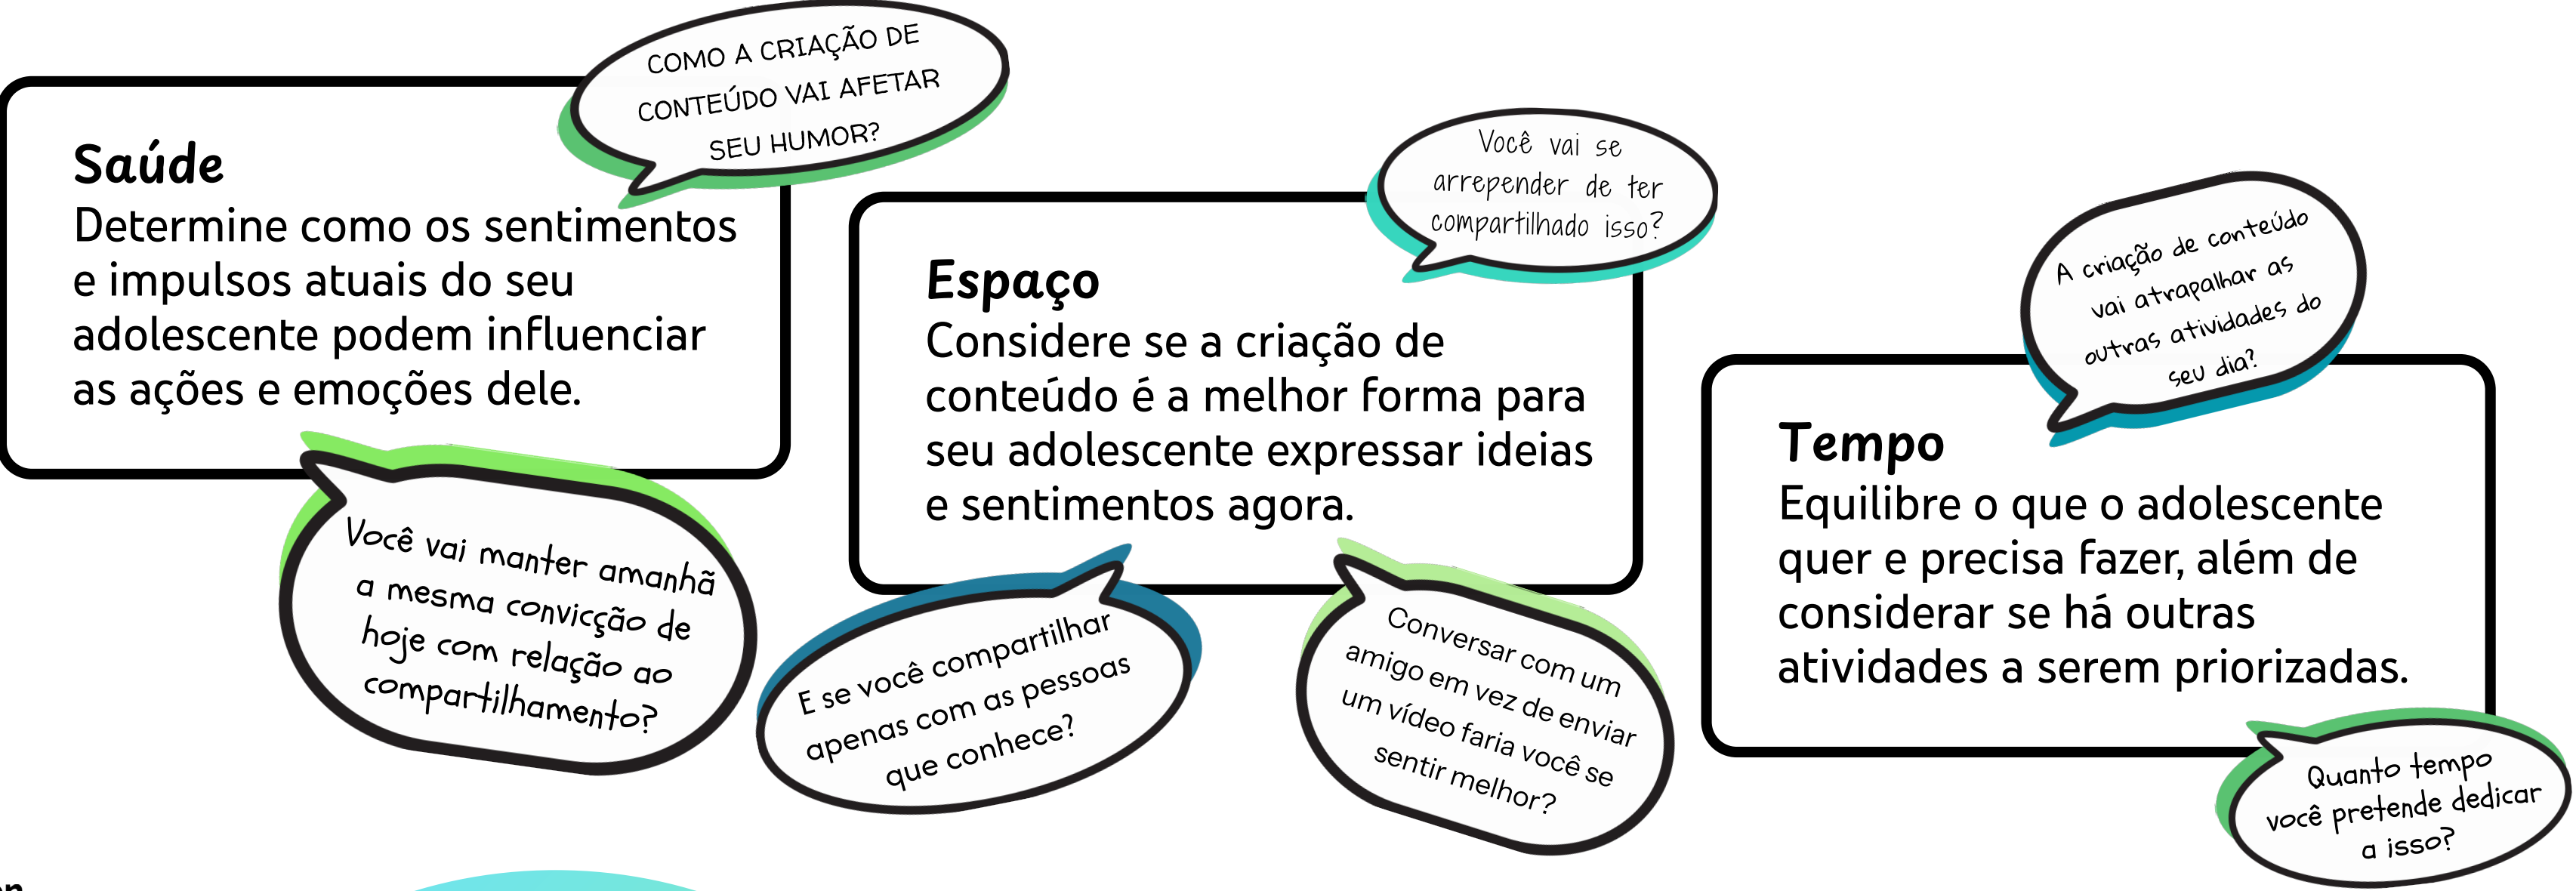 COMO A CRIAÇÃO DE
CONTEÚDO VAI AFETAR
SEU HUMOR?
Saúde
Determine como os sentimentos
e impulsos atuais do seu
adolescente podem influenciar
as ações e emoções dele.
Você vai manter amanhã
a mesma convicção de
hoje com relação ao
compartilhamento?
Você vai se
arrepender de ter
compartilhado isso?
Espaço
Considere se a criação de
conteúdo é a melhor forma para
seu adolescente expressar ideias
e sentimentos agora.
E se você compartilhar
apenas com as pessoas
que conhece?
Conversar com um
amigo em vez de enviar
um vídeo faria você se
sentir melhor?
A criação de conteúdo
vai atrapalhar as
outras atividades do
seu dia?
Tempo
Equilibre o que o adolescente
quer e precisa fazer, além de
considerar se há outras
atividades a serem priorizadas.
Quanto tempo
você pretende dedicar
a isso?